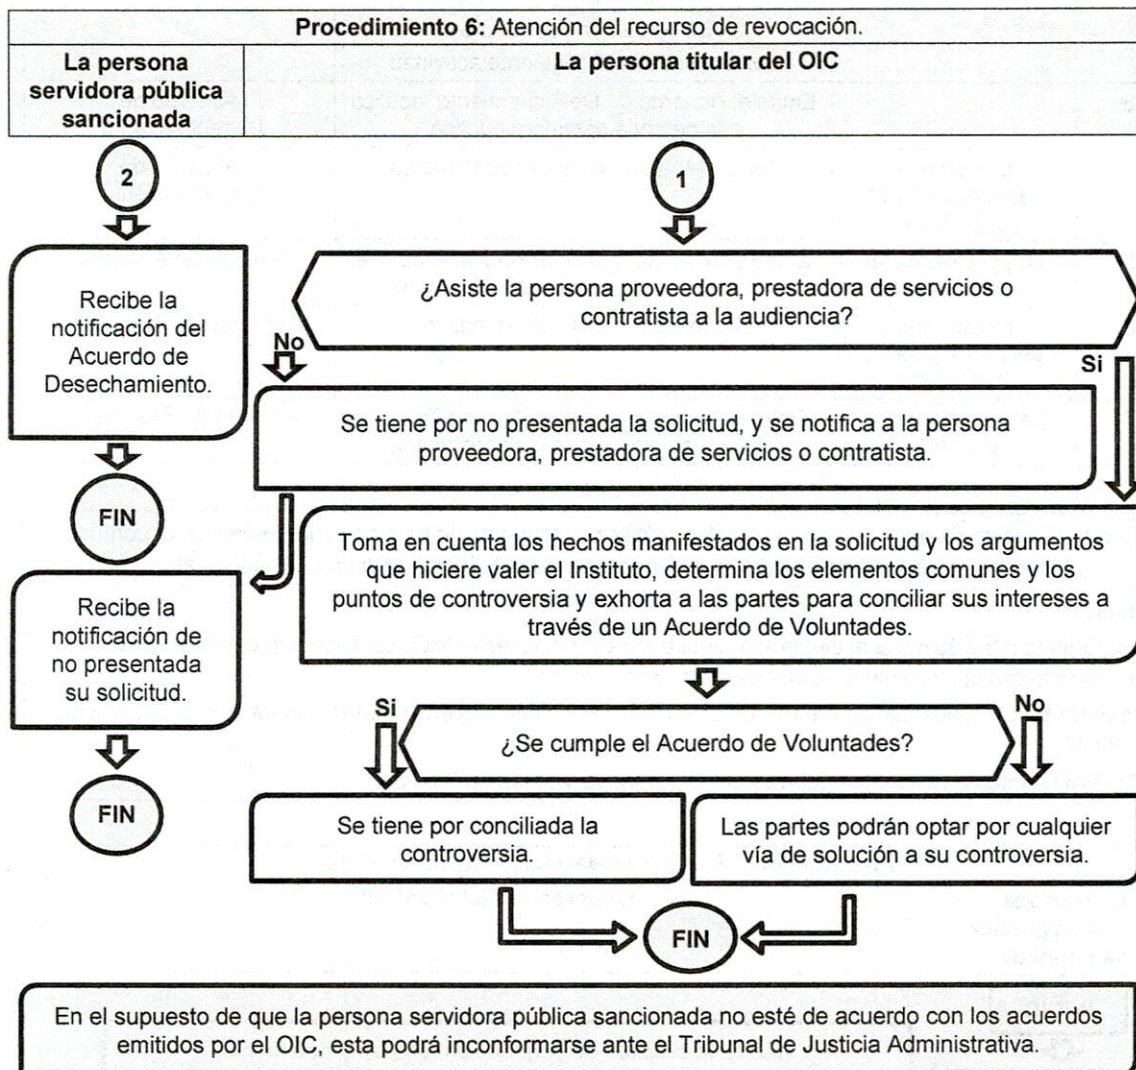 Procedimiento 6: Atención del recurso de revocación.
La persona
servidora pública
sancionada
La persona titular del OIC
2
1
Recibe la
notificación del
Acuerdo de
Desechamiento.
¿Asiste la persona proveedora, prestadora de servicios o
contratista a la audiencia?
No
Si
Se tiene por no presentada la solicitud, y se notifica a la persona
proveedora, prestadora de servicios o contratista.
FIN
Toma en cuenta los hechos manifestados en la solicitud y los argumentos
que hiciere valer el Instituto, determina los elementos comunes y los
puntos de controversia y exhorta a las partes para conciliar sus intereses a
través de un Acuerdo de Voluntades.
Recibe la
notificación de
no presentada
su solicitud.
Si
No
¿Se cumple el Acuerdo de Voluntades?
FIN
Se tiene por conciliada la
controversia.
Las partes podrán optar por cualquier
vía de solución a su controversia.
FIN
En el supuesto de que la persona servidora pública sancionada no esté de acuerdo con los acuerdos
emitidos por el OIC, esta podrá inconformarse ante el Tribunal de Justicia Administrativa.